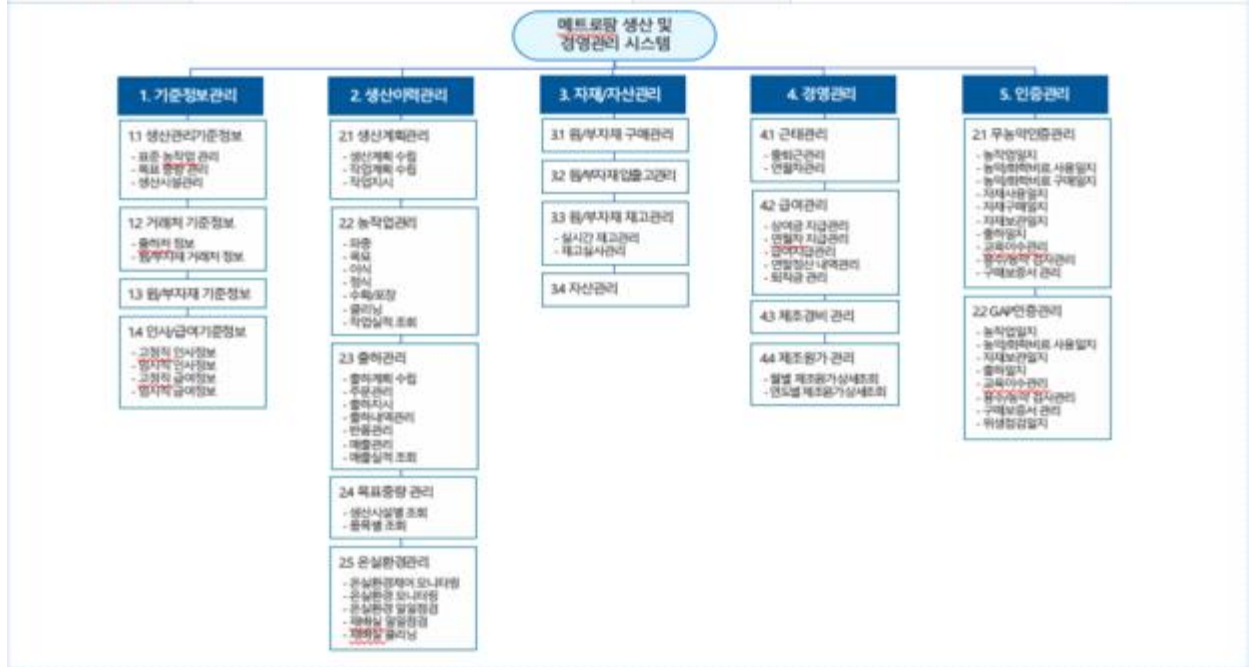 메트로팜 생산 및
경영관리 시스템
1. 기준정보관리
1.1 생산관리기준정보
- 표준 농작업 관리
- 목표 중량 관리
- 생산시설관리
1.2 거래처 기준정보
- 출하처 정보
- 원/부자재 거래처 정보
1.3 원/부자재 기준정보
1.4 인사/급여기준정보
- 고정직 인사정보
- 임시직 인사정보
- 고정직 급여정보
- 임시직 급여정보
2. 생산이력관리
2.1 생산계획관리
- 생산계획 수립
- 작업계획 수립
- 작업지시
2.2 농작업관리
- 파종
- 육묘
- 이식
- 정식
- 수확/포장
- 클리닝
- 작업실적 조회
2.3 출하관리
- 출하계획 수립
- 주문관리
- 출하지시
- 출하내역관리
- 반품관리
- 매출관리
- 매출실적 조회
2.4 목표중량 관리
- 생산시설별 조회
- 품목별 조회
2.5 온실환경관리
- 온실환경제어 모니터링
- 온실환경 모니터링
- 온실환경 일일점검
- 재배실 일일점검
- 재배실 클리닝
3. 자재/자산관리
3.1 원/부자재 구매관리
3.2 원/부자재 입출고관리
3.3 원/부자재 재고관리
- 실시간 재고관리
- 재고실사관리
3.4 자산관리
4. 경영관리
4.1 근태관리
- 출퇴근관리
- 연월차관리
4.2 급여관리
- 상여금 지급관리
- 연월차 지급관리
- 급여지급관리
- 연말정산 내역관리
- 퇴직금 관리
4.3 제조경비 관리
4.4 제조원가 관리
- 월별 제조원가상세조회
- 연도별 제조원가상세조회
5. 인증관리
2.1 무농약인증관리
- 농작업일지
- 농약/화학비료 사용일지
- 농약/화학비료 구매일지
- 자재사용일지
- 자재구매일지
- 자재보관일지
- 출하일지
- 교육이수관리
- 용수/농약 검사관리
- 구매보증서 관리
2.2 GAP인증관리
- 농작업일지
- 농약/화학비료 사용일지
- 자재보관일지
- 출하일지
- 교육이수관리
- 용수/농약 검사관리
- 구매보증서 관리
- 위생점검일지